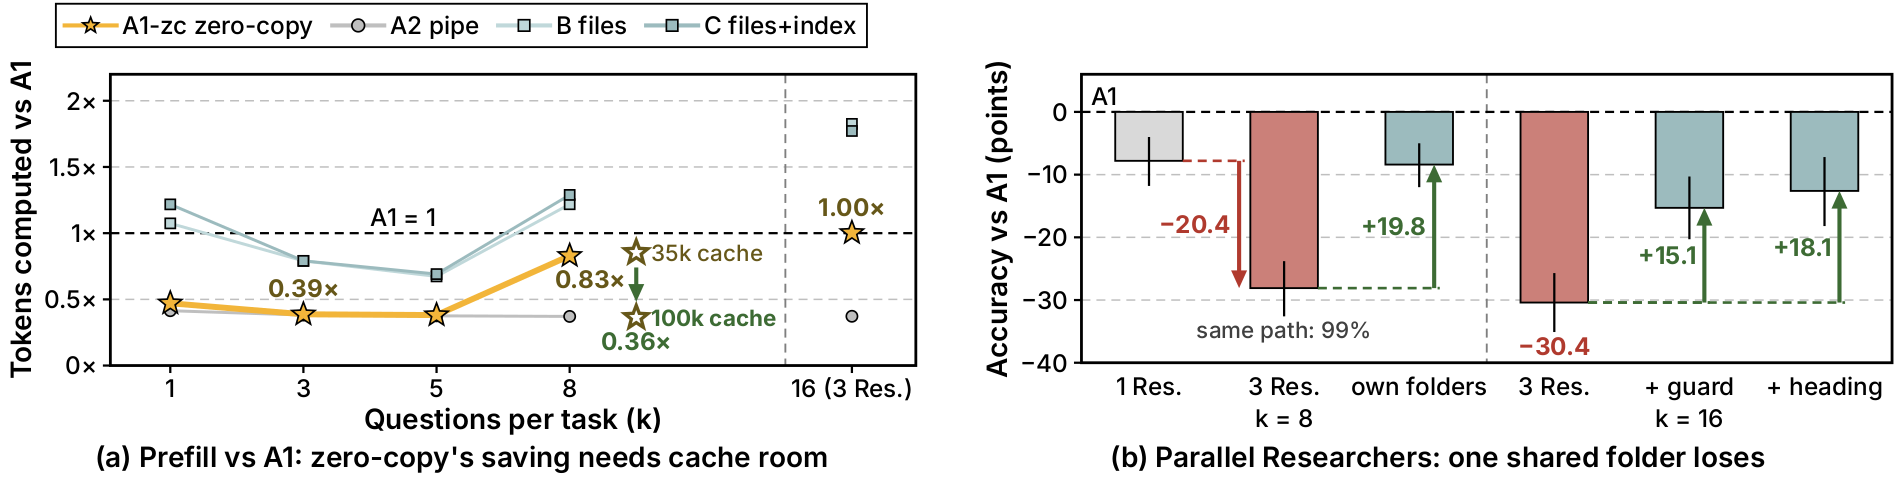 A1-zc zero-copy A2 pipe B files C files+index
Tokens computed vs A1
2×
1.5×
1×
0.5×
0×
A1 = 1
0.39×
0.83×
35k cache
100k cache
0.36×
1.00×
1 3 5 8 16 (3 Res.)
Questions per task (k)
(a) Prefill vs A1: zero-copy's saving needs cache room
Accuracy vs A1 (points)
0
−10
−20
−30
−40
A1
−20.4
+19.8
same path: 99%
−30.4
+15.1
+18.1
1 Res. 3 Res. own folders 3 Res. + guard + heading
k = 8 k = 16
(b) Parallel Researchers: one shared folder loses